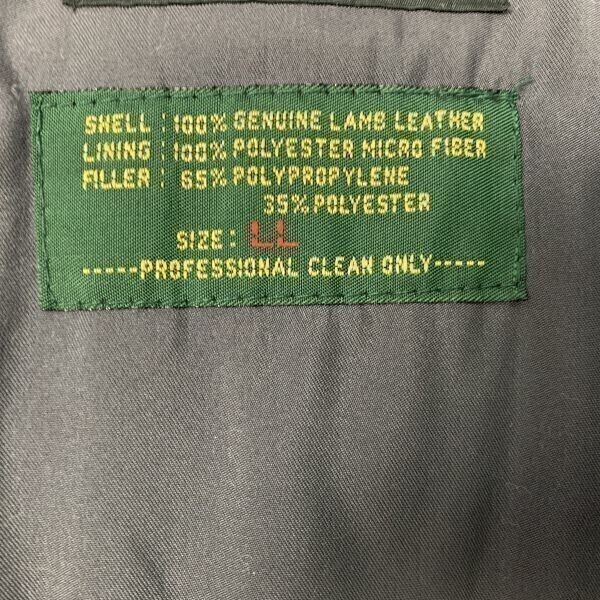 SHELL : 100% GENUINE LAMB LEATHER
LINING : 100% POLYESTER MICRO FIBER
FILLER : 65% POLYPROPYLENE
35% POLYESTER
SIZE : LL
-----PROFESSIONAL CLEAN ONLY-----